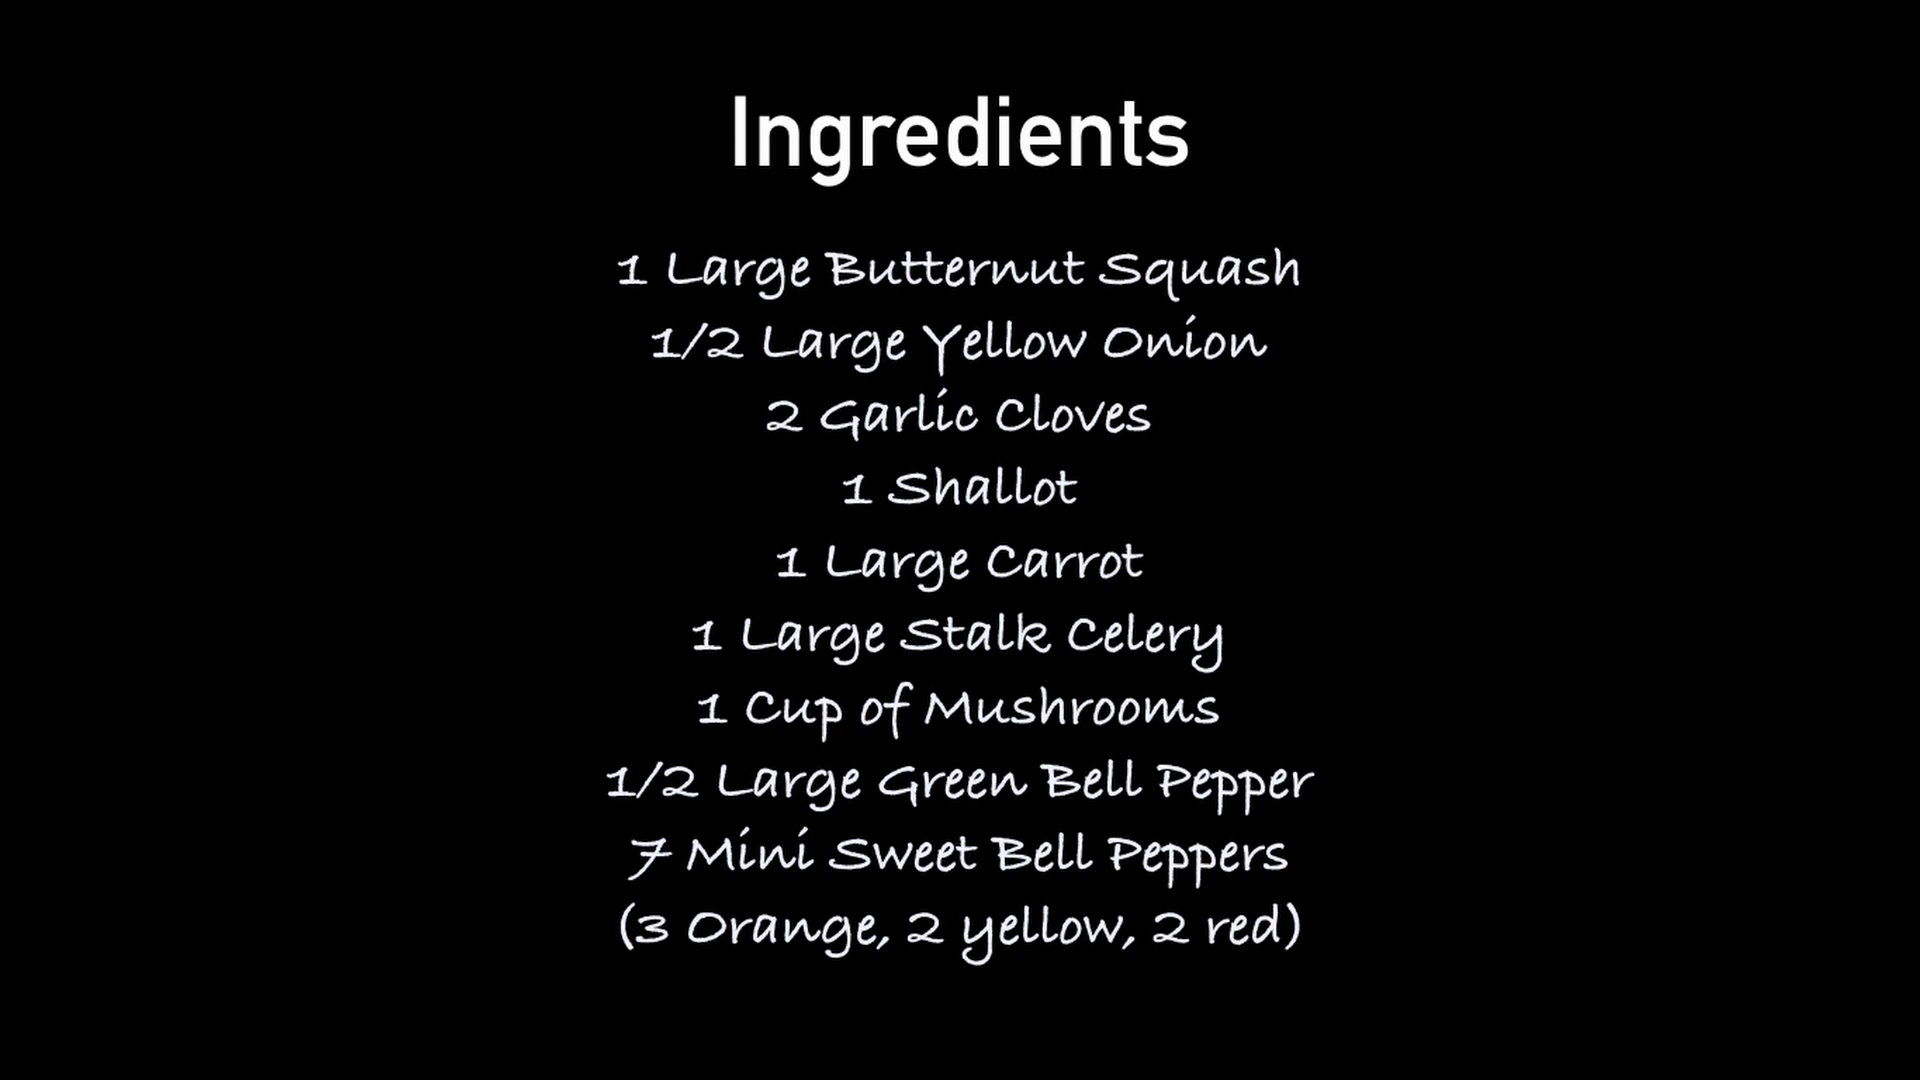 Ingredients
1 Large Butternut Squash
1/2 Large Yellow Onion
2 Garlic Cloves
1 Shallot
1 Large Carrot
1 Large Stalk Celery
1 Cup of Mushrooms
1/2 Large Green Bell Pepper
7 Mini Sweet Bell Peppers
(3 Orange, 2 yellow, 2 red)